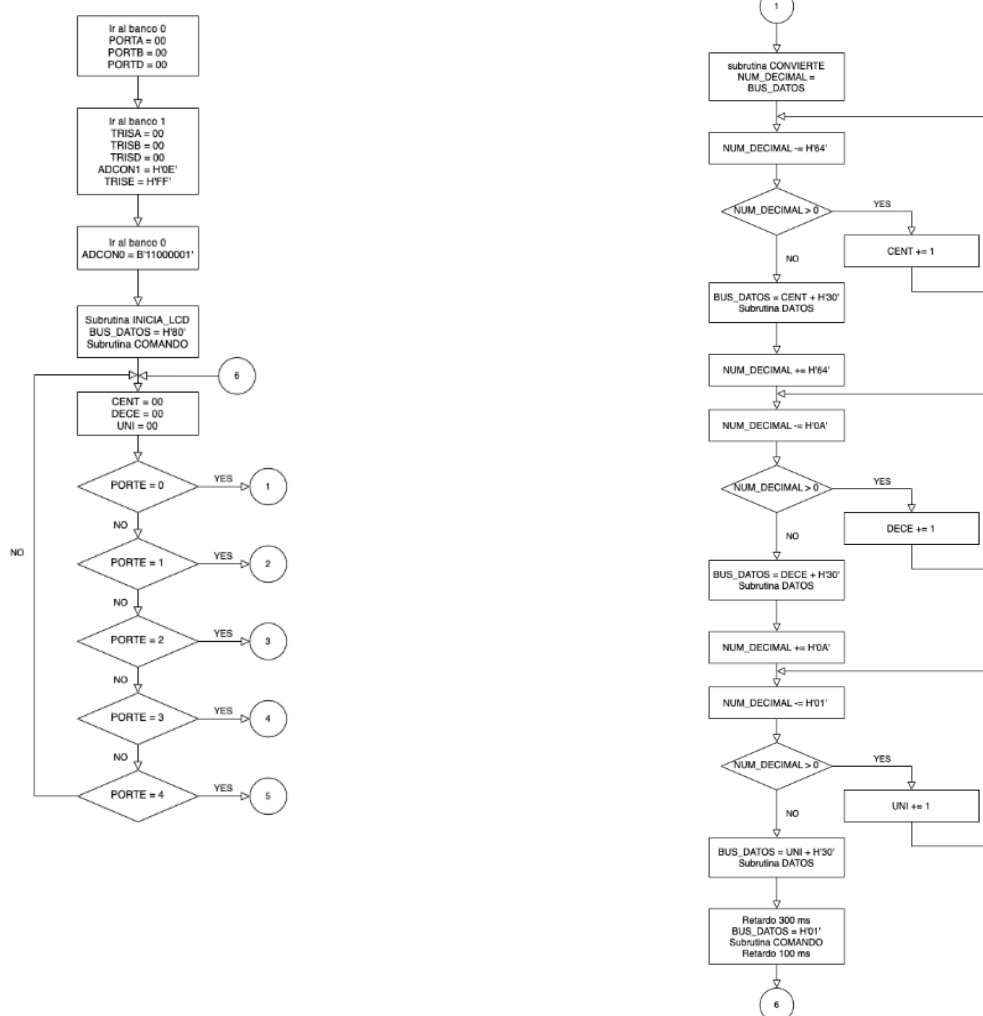 Ir al banco 0
PORTA = 00
PORTB = 00
PORTD = 00
Ir al banco 1
TRISA = 00
TRISB = 00
TRISD = 00
ADCON1 = H'0E'
TRISE = H'FF'
Ir al banco 0
ADCON0 = B'11000001'
Subrutina INICIA_LCD
BUS_DATOS = H'80'
Subrutina COMANDO
6
CENT = 00
DECE = 00
UNI = 00
PORTE = 0
YES
1
NO
PORTE = 1
YES
2
NO
PORTE = 2
YES
3
NO
PORTE = 3
YES
4
NO
PORTE = 4
YES
5
NO
1
subrutina CONVIERTE
NUM_DECIMAL =
BUS_DATOS
NUM_DECIMAL -= H'64'
NUM_DECIMAL > 0
YES
CENT += 1
NO
BUS_DATOS = CENT + H'30'
Subrutina DATOS
NUM_DECIMAL += H'64'
NUM_DECIMAL -= H'0A'
NUM_DECIMAL > 0
YES
DECE += 1
NO
BUS_DATOS = DECE + H'30'
Subrutina DATOS
NUM_DECIMAL += H'0A'
NUM_DECIMAL -= H'01'
NUM_DECIMAL > 0
YES
UNI += 1
NO
BUS_DATOS = UNI + H'30'
Subrutina DATOS
Retardo 300 ms
BUS_DATOS = H'01'
Subrutina COMANDO
Retardo 100 ms
6